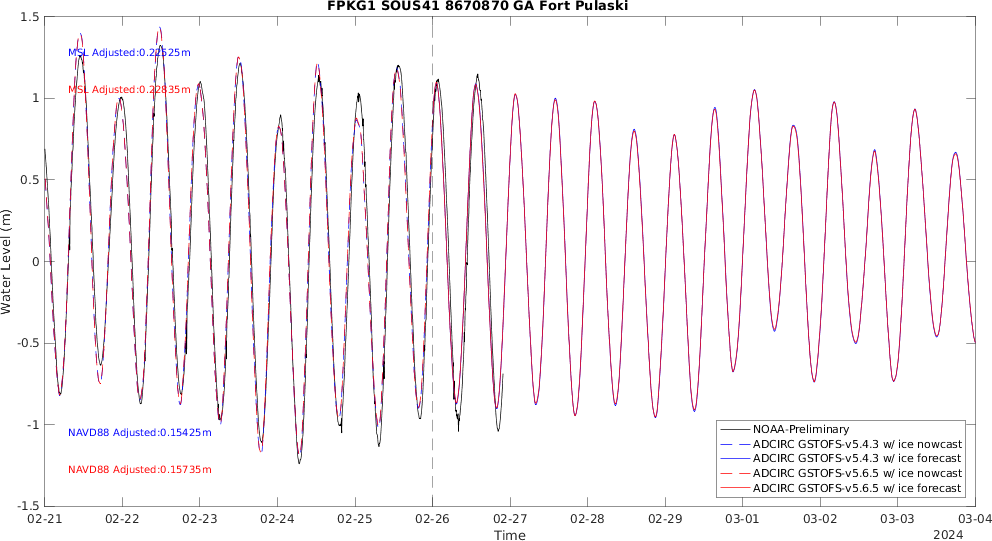 FPKG1 SOUS41 8670870 GA Fort Pulaski
1.5
1
0.5
0
-0.5
-1
-1.5
Water Level (m)
MSL Adjusted:0.22525m
MSL Adjusted:0.22835m
NAVD88 Adjusted:0.15425m
NAVD88 Adjusted:0.15735m
NOAA-Preliminary
ADCIRC GSTOFS-v5.4.3 w/ ice nowcast
ADCIRC GSTOFS-v5.4.3 w/ ice forecast
ADCIRC GSTOFS-v5.6.5 w/ ice nowcast
ADCIRC GSTOFS-v5.6.5 w/ ice forecast
02-21 02-22 02-23 02-24 02-25 02-26 02-27 02-28 02-29 03-01 03-02 03-03 03-04
Time
2024